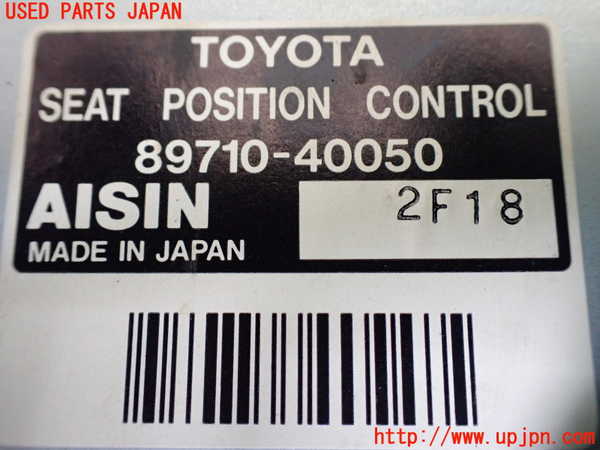 USED PARTS JAPAN
TOYOTA
SEAT POSITION CONTROL
89710-40050
AISIN 2F18
MADE IN JAPAN
http://www.upjpn.com/